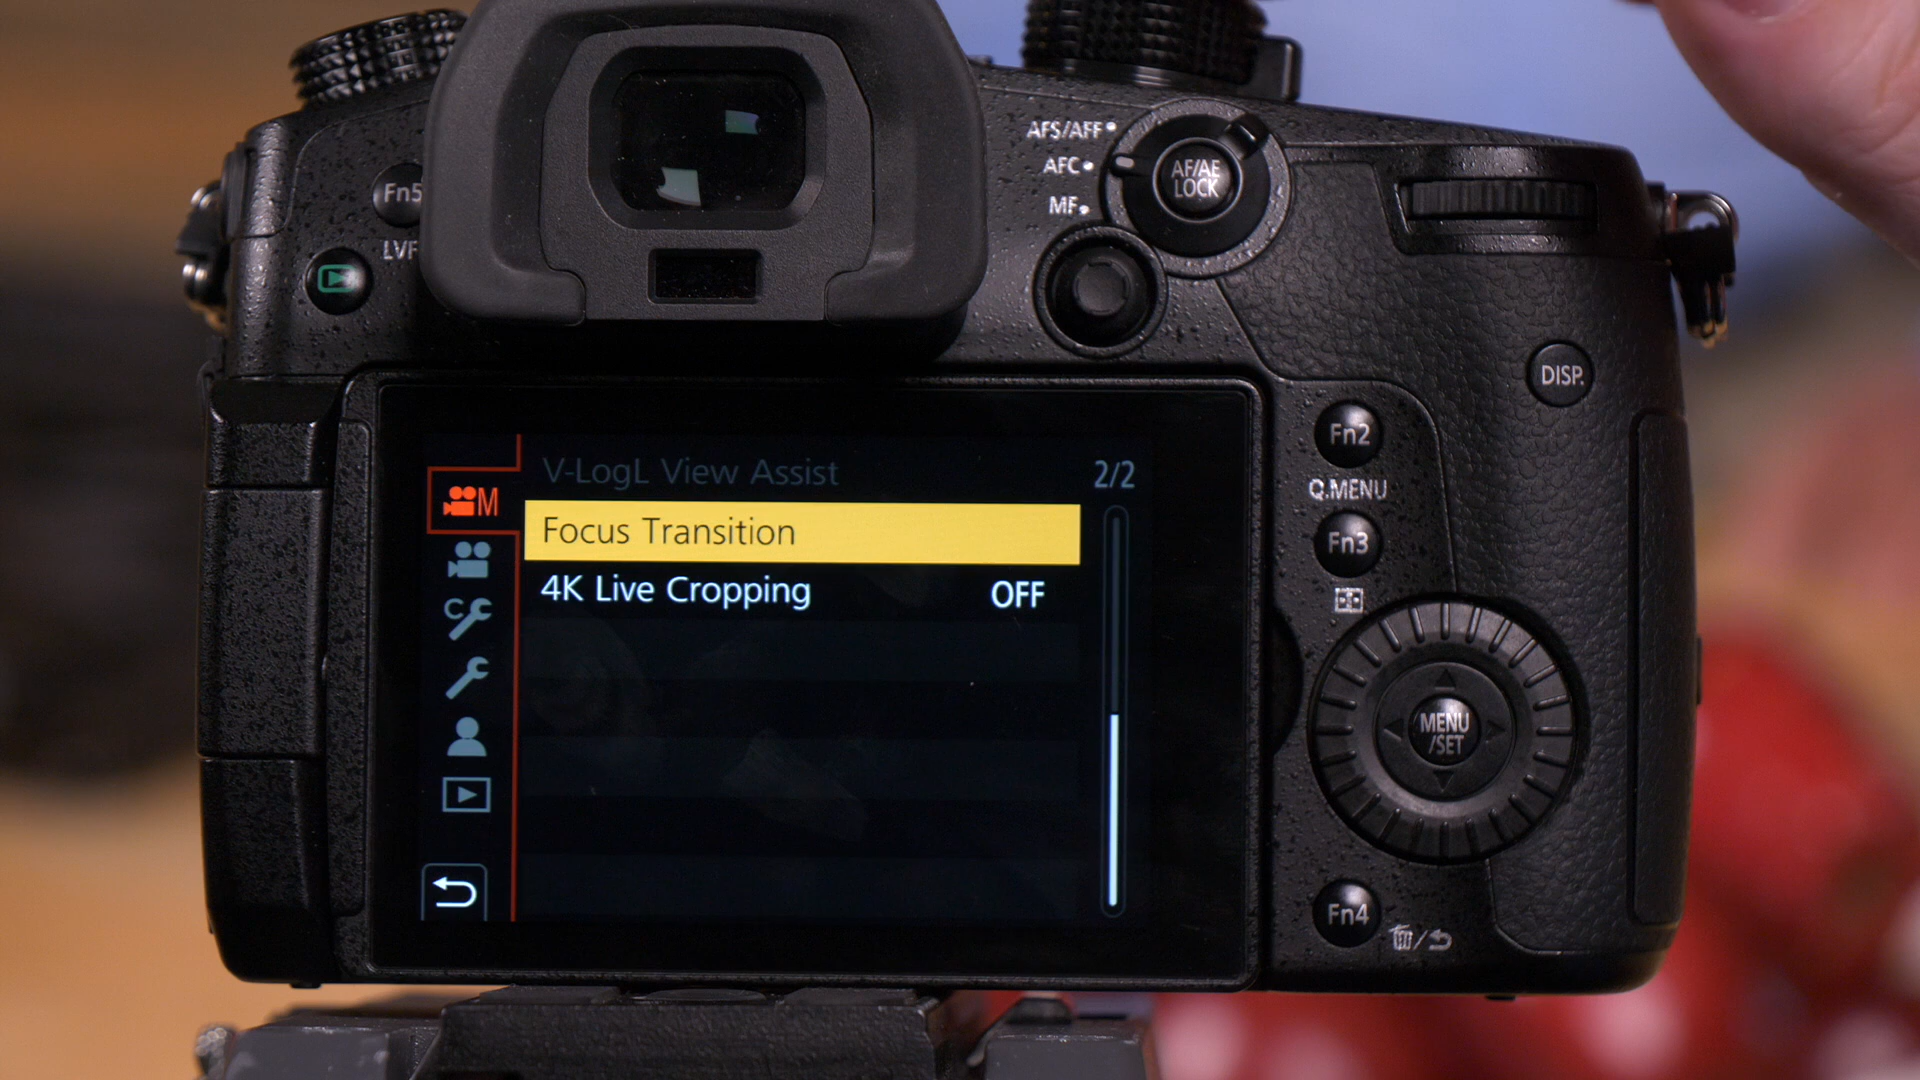 AFS/AFF
AFC
MF
AF/AE
LOCK
Fn5
LVF
DISP.
Fn2
Q.MENU
Fn3
V-LogL View Assist
2/2
M
Focus Transition
4K Live Cropping OFF
C
MENU
/SET
Fn4